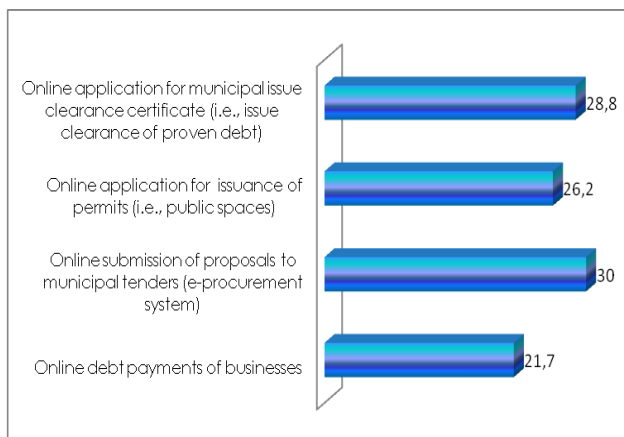 Online application for municipal issue
clearance certificate (i.e., issue
clearance of proven debt)
28,8
Online application for issuance of
permits (i.e., public spaces)
26,2
Online submission of proposals to
municipal tenders (e-procurement
system)
30
Online debt payments of businesses
21,7